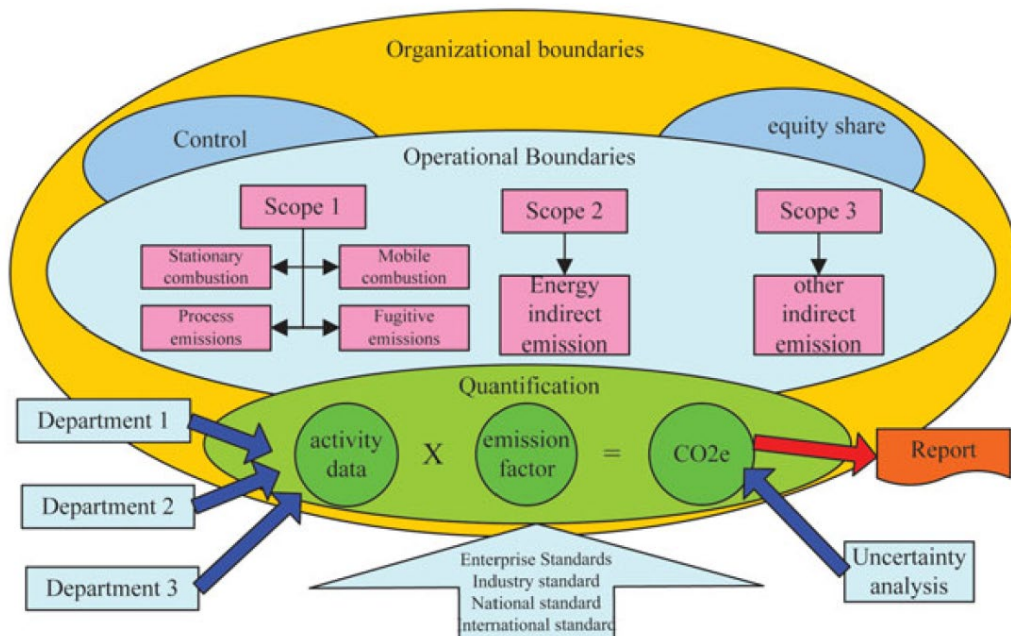 Organizational boundaries
Control
equity share
Operational Boundaries
Scope 1
Scope 2
Scope 3
Stationary
combustion
Mobile
combustion
Process
emissions
Fugitive
emissions
Energy
indirect
emission
other
indirect
emission
Quantification
Department 1
Department 2
Department 3
activity
data
X
emission
factor
=
CO2e
Report
Enterprise Standards
Industry standard
National standard
International standard
Uncertainty
analysis